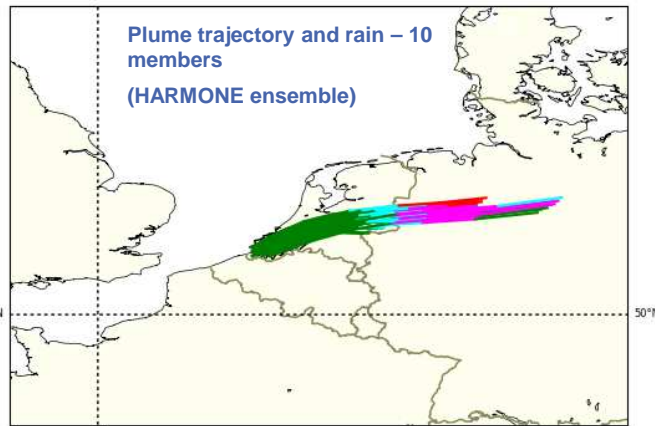 Plume trajectory and rain – 10
members
(HARMONE ensemble)
N
50°N